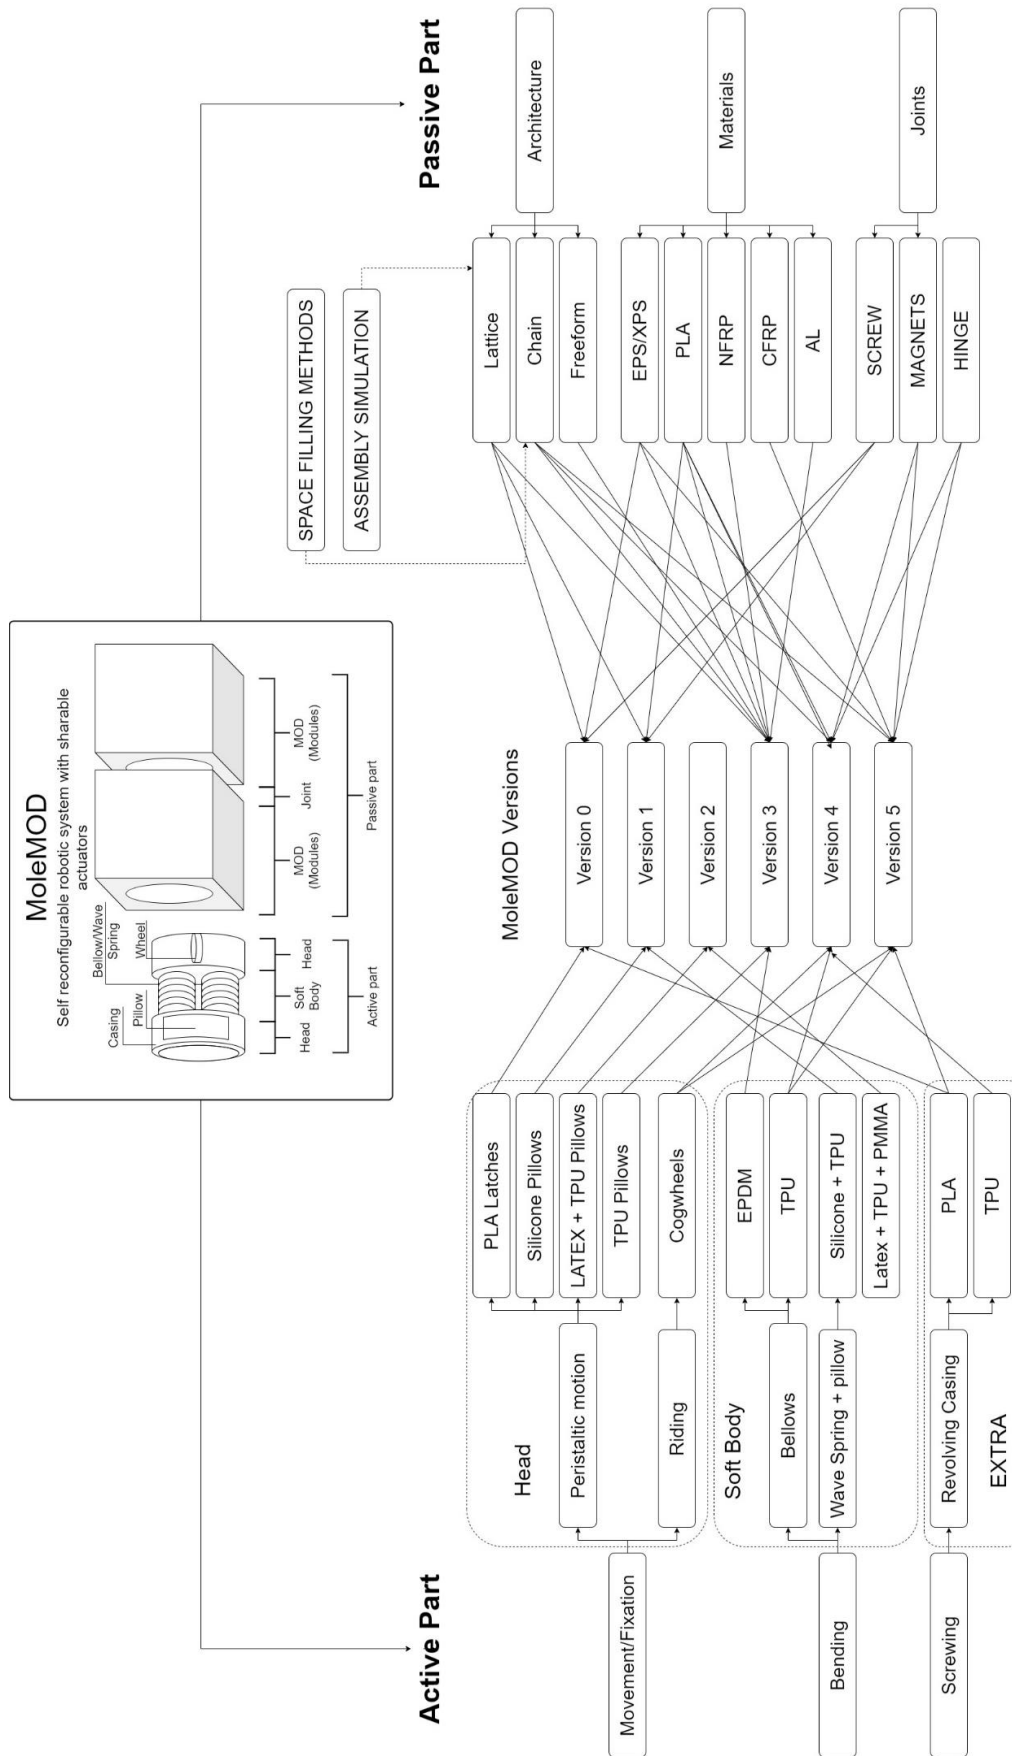 MoleMOD
Self reconfigurable robotic system with sharable
actuators
Casing
Pillow
Bellow/Wave
Spring
Wheel
Head
Soft
Body
Head
Active part
MOD
(Modules)
Joint
MOD
(Modules)
Passive part
Active Part
Passive Part
SPACE FILLING METHODS
ASSEMBLY SIMULATION
Movement/Fixation
Bending
Screwing
Head
Peristaltic motion
Riding
PLA Latches
Silicone Pillows
LATEX + TPU Pillows
TPU Pillows
Cogwheels
Soft Body
Bellows
Wave Spring + pillow
EPDM
TPU
Silicone + TPU
Latex + TPU + PMMA
Revolving Casing
EXTRA
PLA
TPU
MoleMOD Versions
Version 0
Version 1
Version 2
Version 3
Version 4
Version 5
Lattice
Chain
Freeform
EPS/XPS
PLA
NFRP
CFRP
AL
SCREW
MAGNETS
HINGE
Architecture
Materials
Joints